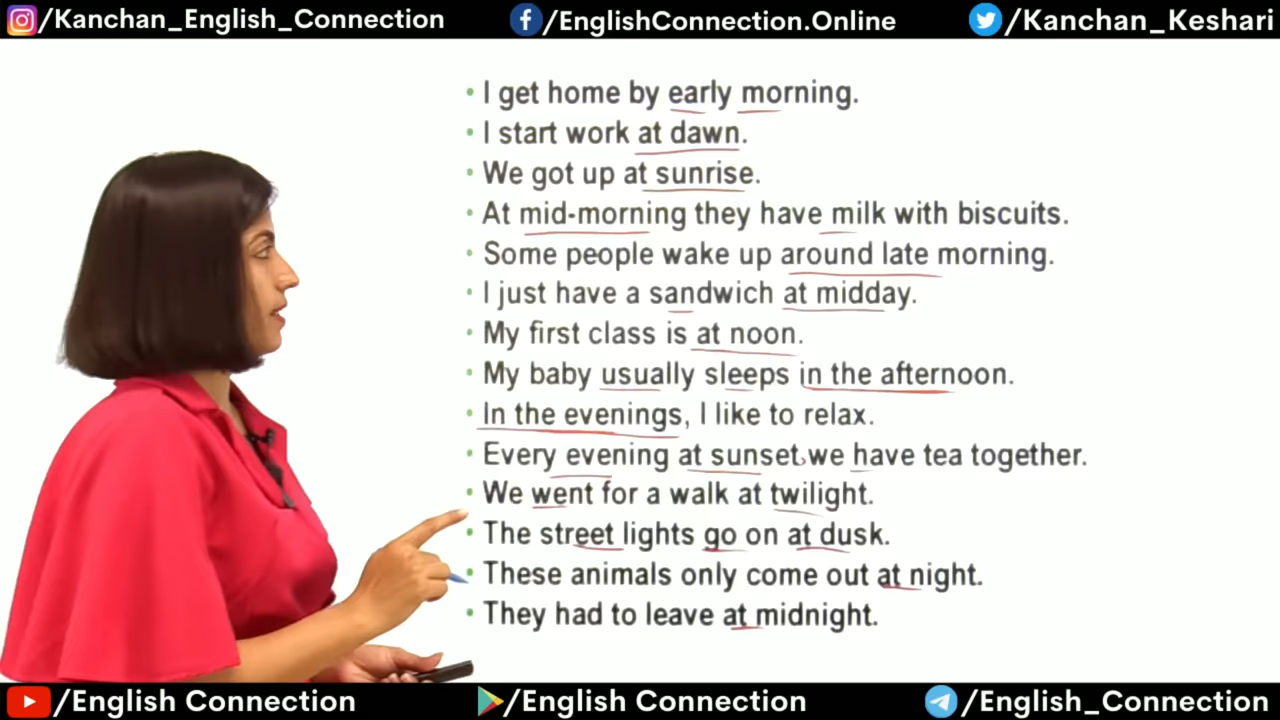 /Kanchan_English_Connection /EnglishConnection.Online /Kanchan_Keshari
• I get home by early morning.
• I start work at dawn.
• We got up at sunrise.
• At mid-morning they have milk with biscuits.
• Some people wake up around late morning.
• I just have a sandwich at midday.
• My first class is at noon.
• My baby usually sleeps in the afternoon.
• In the evenings, I like to relax.
• Every evening at sunset, we have tea together.
• We went for a walk at twilight.
• The street lights go on at dusk.
• These animals only come out at night.
• They had to leave at midnight.
/English Connection /English Connection /English_Connection